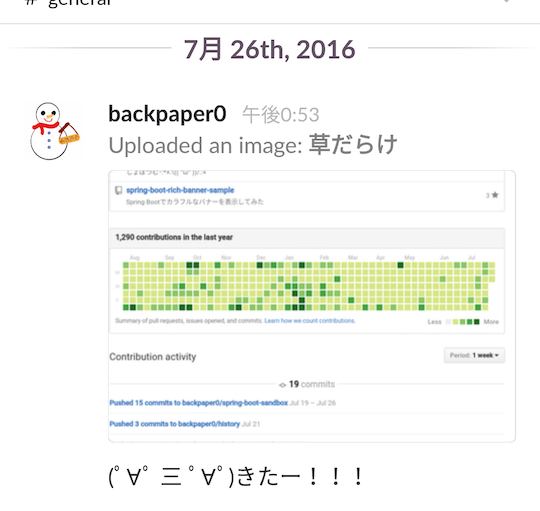 # general
7月 26th, 2016
backpaper0 午後0:53
Uploaded an image: 草だらけ
spring-boot-rich-banner-sample
3 ★
Spring Bootでカラフルなバナーを表示してみた
1,290 contributions in the last year
Aug Sep Oct Nov Dec Jan Feb Mar Apr May Jun Jul
M
W
F
Summary of pull requests, issues opened, and commits. Learn how we count contributions.
Less More
Contribution activity
Period: 1 week
19 commits
Pushed 15 commits to backpaper0/spring-boot-sandbox Jul 19 – Jul 26
Pushed 3 commits to backpaper0/history Jul 21
(ﾟ∀ﾟ 三 ﾟ∀ﾟ)きたー！！！